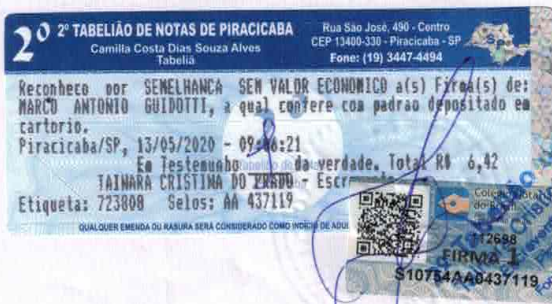 2º 2º TABELIÃO DE NOTAS DE PIRACICABA
Camilla Costa Dias Souza Alves
Tabeliã
Rua São José, 490 - Centro
CEP 13400-330 - Piracicaba - SP
Fone: (19) 3447-4494
Reconheco por SEMELHANCA SEM VALOR ECONOMICO a(s) Firma(s) de:
MARCO ANTONIO GUIDOTTI, a qual confere com padrao depositado em
cartorio.
Piracicaba/SP, 13/05/2020 - 09:46:21
Em Testemunho da verdade. Total R$ 6,42
TAINARA CRISTINA DO PRADO - Escr
Etiqueta: 723808 Selos: AA 437119
QUALQUER EMENDA OU RASURA SERÁ CONSIDERADO COMO INDÍCIO DE
112698
FIRMA 1
S10754AA0437119